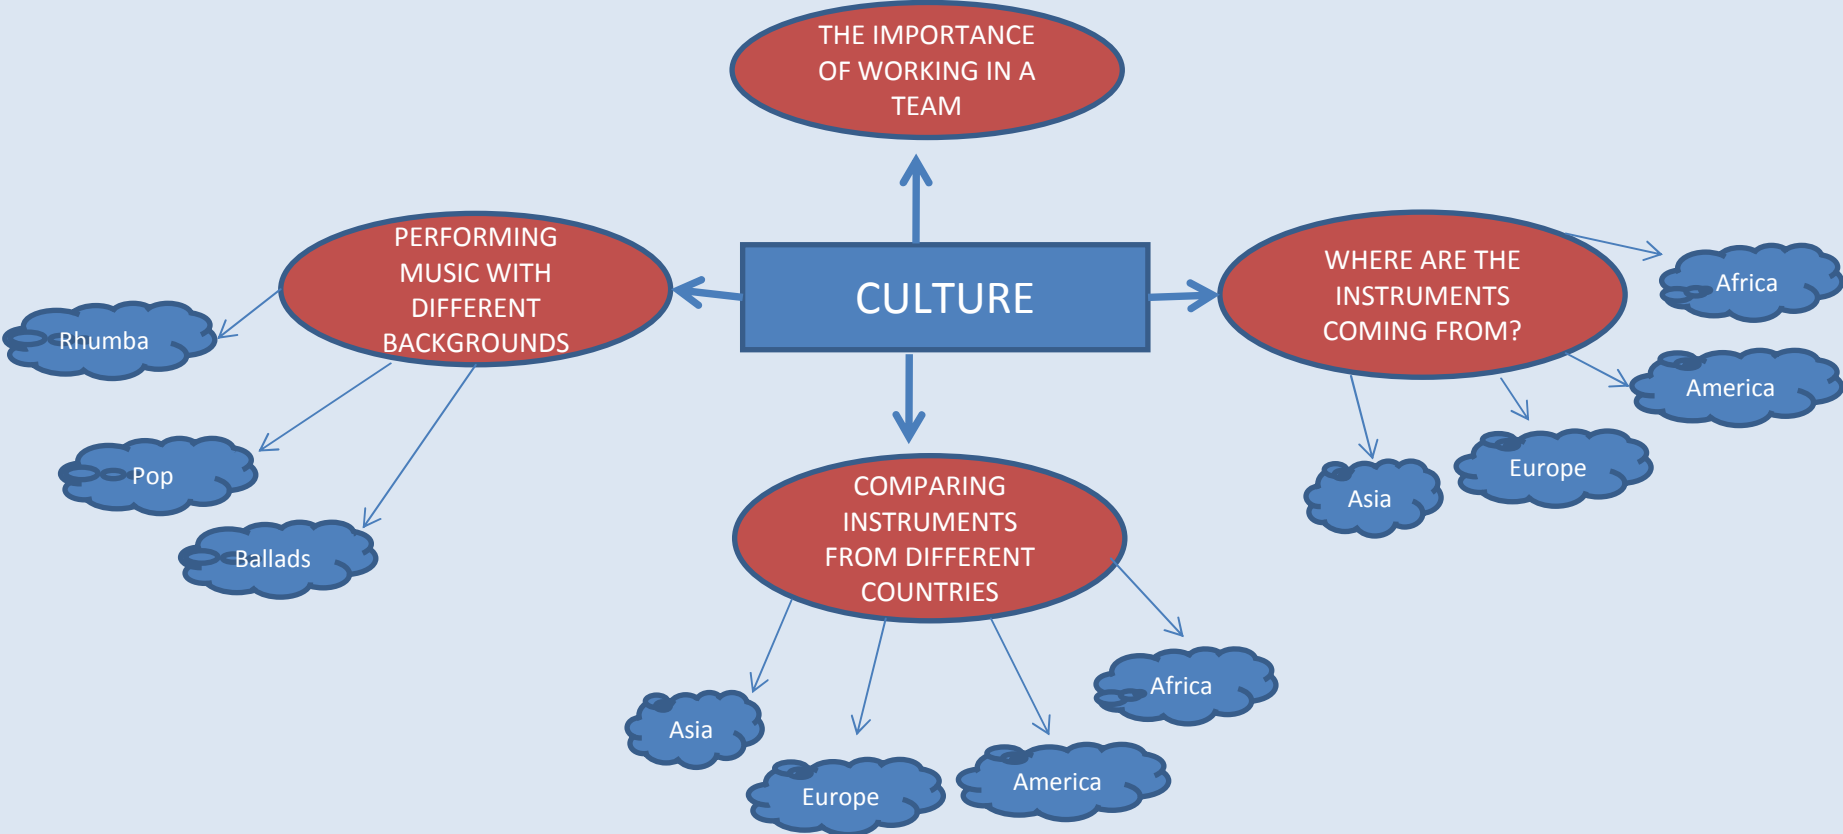 THE IMPORTANCE
OF WORKING IN A
TEAM
PERFORMING
MUSIC WITH
DIFFERENT
BACKGROUNDS
CULTURE
WHERE ARE THE
INSTRUMENTS
COMING FROM?
Africa
Rhumba
America
Pop
Europe
Asia
Ballads
COMPARING
INSTRUMENTS
FROM DIFFERENT
COUNTRIES
Africa
Asia
America
Europe